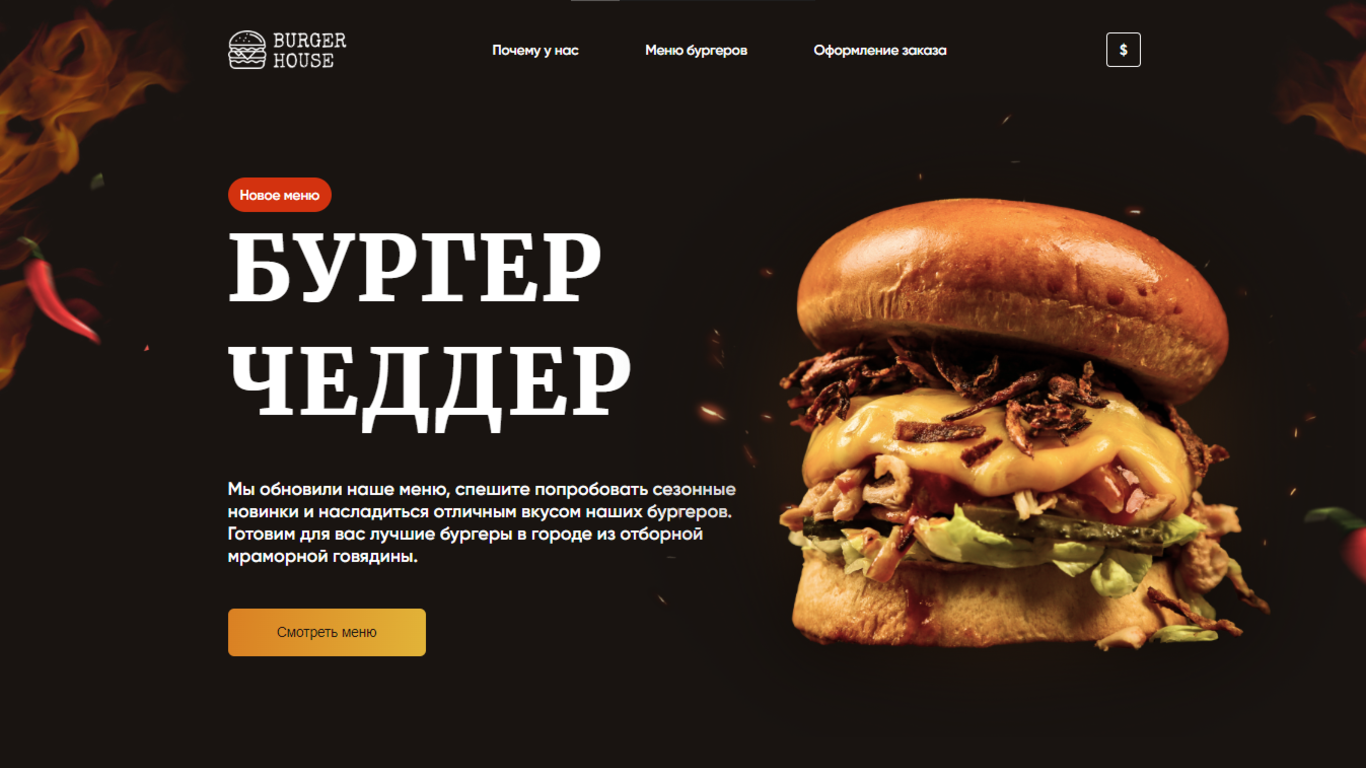 BURGER
HOUSE
Почему у нас
Меню бургеров
Оформление заказа
$
Новое меню
БУРГЕР
ЧЕДДЕР
Мы обновили наше меню, спешите попробовать сезонные
новинки и насладиться отличным вкусом наших бургеров.
Готовим для вас лучшие бургеры в городе из отборной
мраморной говядины.
Смотреть меню